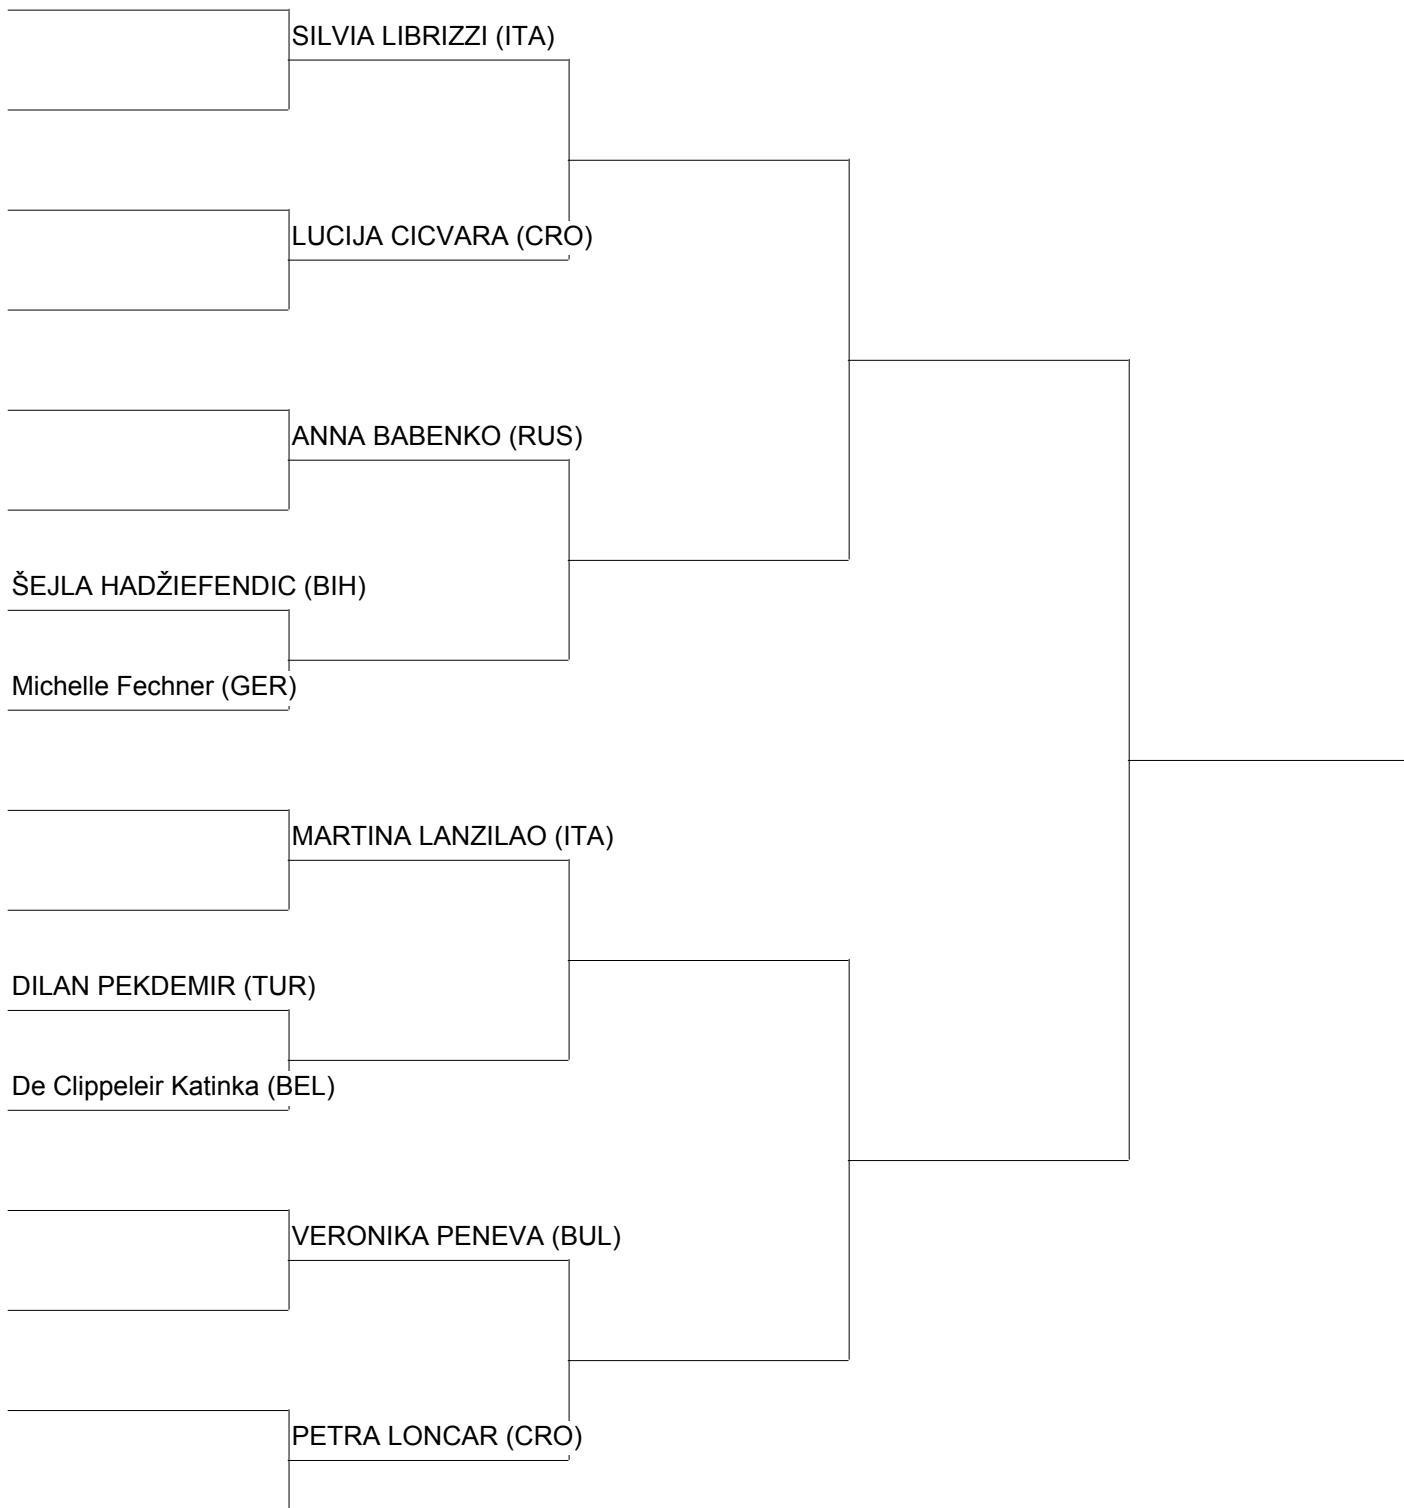 SILVIA LIBRIZZI (ITA)
LUCIJA CICVARA (CRO)
ANNA BABENKO (RUS)
ŠEJLA HADŽIEFENDIC (BIH)
Michelle Fechner (GER)
MARTINA LANZILAO (ITA)
DILAN PEKDEMIR (TUR)
De Clippeleir Katinka (BEL)
VERONIKA PENEVA (BUL)
PETRA LONCAR (CRO)